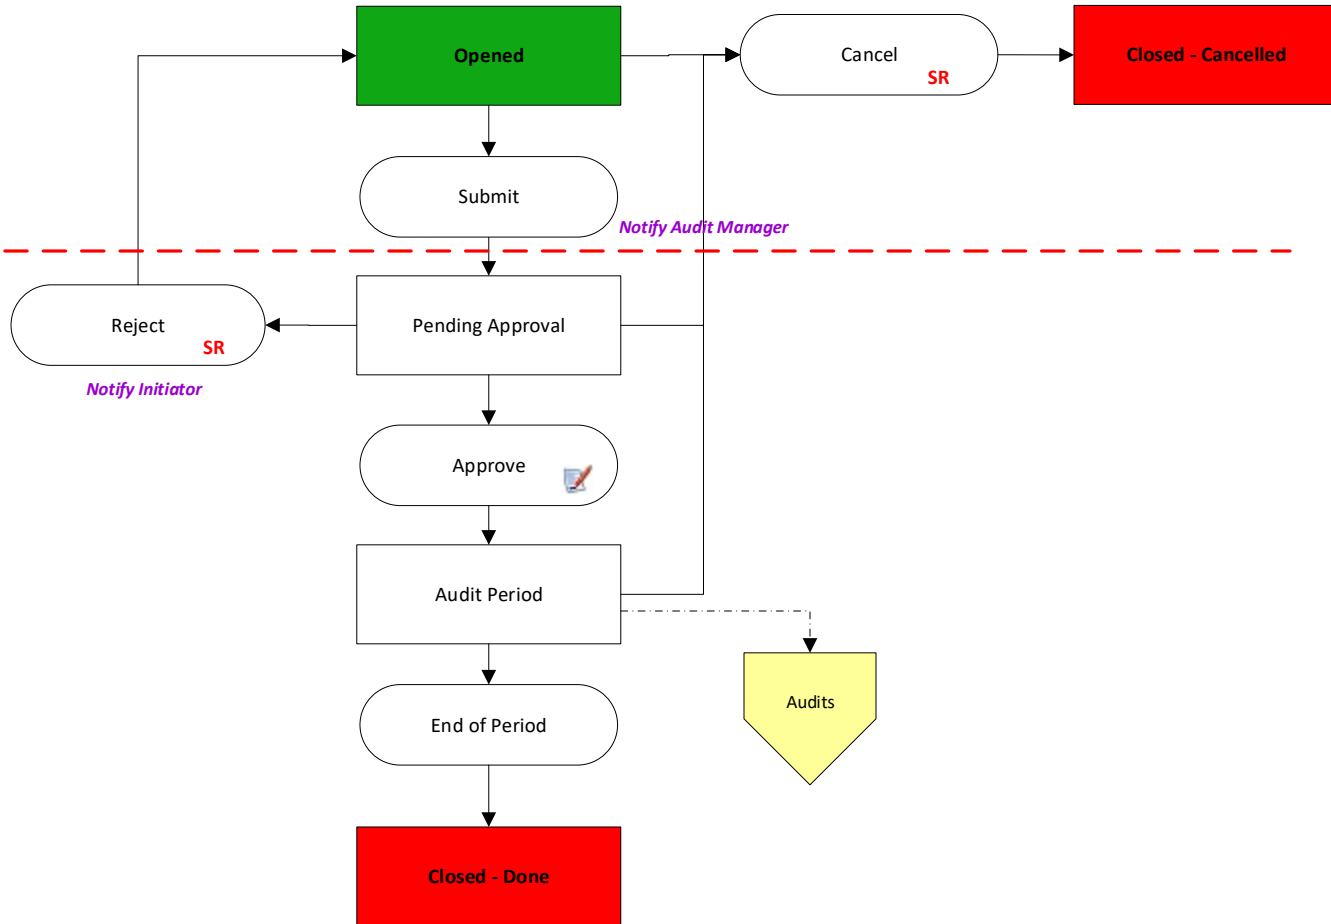 Opened
Cancel
SR
Closed - Cancelled
Submit
Notify Audit Manager
Reject
SR
Pending Approval
Notify Initiator
Approve
Audit Period
Audits
End of Period
Closed - Done